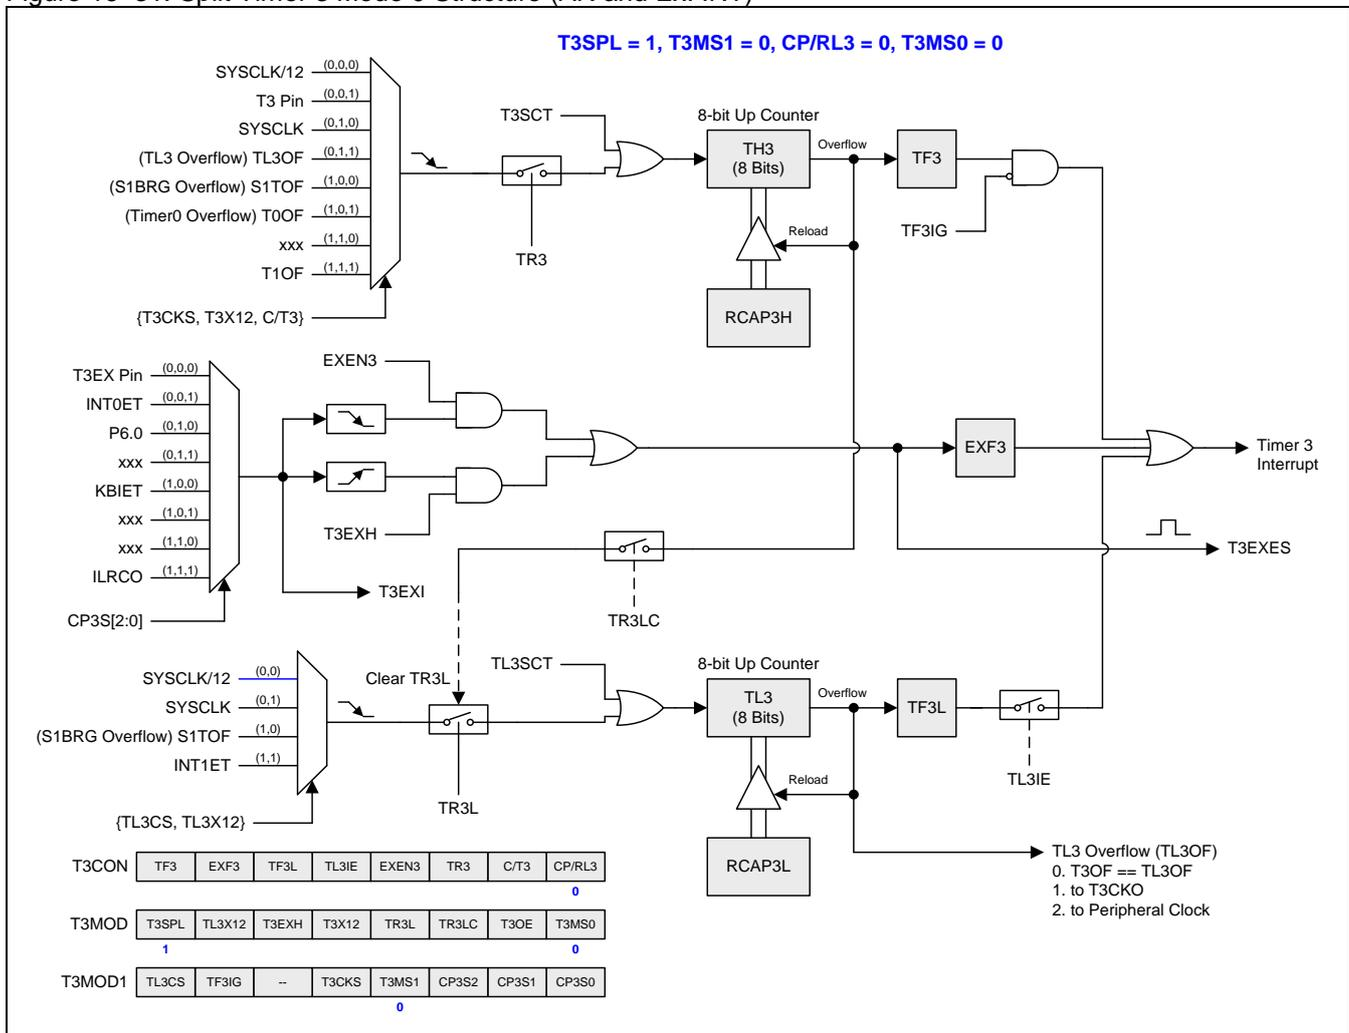 T3SPL = 1, T3MS1 = 0, CP/RL3 = 0, T3MS0 = 0
SYSCLK/12 (0,0,0)
T3 Pin (0,0,1)
SYSCLK (0,1,0)
(TL3 Overflow) TL3OF (0,1,1)
(S1BRG Overflow) S1TOF (1,0,0)
(Timer0 Overflow) T0OF (1,0,1)
xxx (1,1,0)
T1OF (1,1,1)
{T3CKS, T3X12, C/T3}
TR3
T3SCT
8-bit Up Counter
TH3
(8 Bits)
Overflow
TF3
TF3IG
Reload
RCAP3H
T3EX Pin (0,0,0)
INT0ET (0,0,1)
P6.0 (0,1,0)
xxx (0,1,1)
KBIET (1,0,0)
xxx (1,0,1)
xxx (1,1,0)
ILRCO (1,1,1)
CP3S[2:0]
EXEN3
T3EXH
T3EXI
EXF3
Timer 3
Interrupt
T3EXES
TR3LC
SYSCLK/12 (0,0)
SYSCLK (0,1)
(S1BRG Overflow) S1TOF (1,0)
INT1ET (1,1)
{TL3CS, TL3X12}
Clear TR3L
TR3L
TL3SCT
8-bit Up Counter
TL3
(8 Bits)
Overflow
TF3L
TL3IE
Reload
RCAP3L
TL3 Overflow (TL3OF)
0. T3OF == TL3OF
1. to T3CKO
2. to Peripheral Clock
T3CON TF3 EXF3 TF3L TL3IE EXEN3 TR3 C/T3 CP/RL3
0
T3MOD T3SPL TL3X12 T3EXH T3X12 TR3L TR3LC T3OE T3MS0
1 0
T3MOD1 TL3CS TF3IG -- T3CKS T3MS1 CP3S2 CP3S1 CP3S0
0